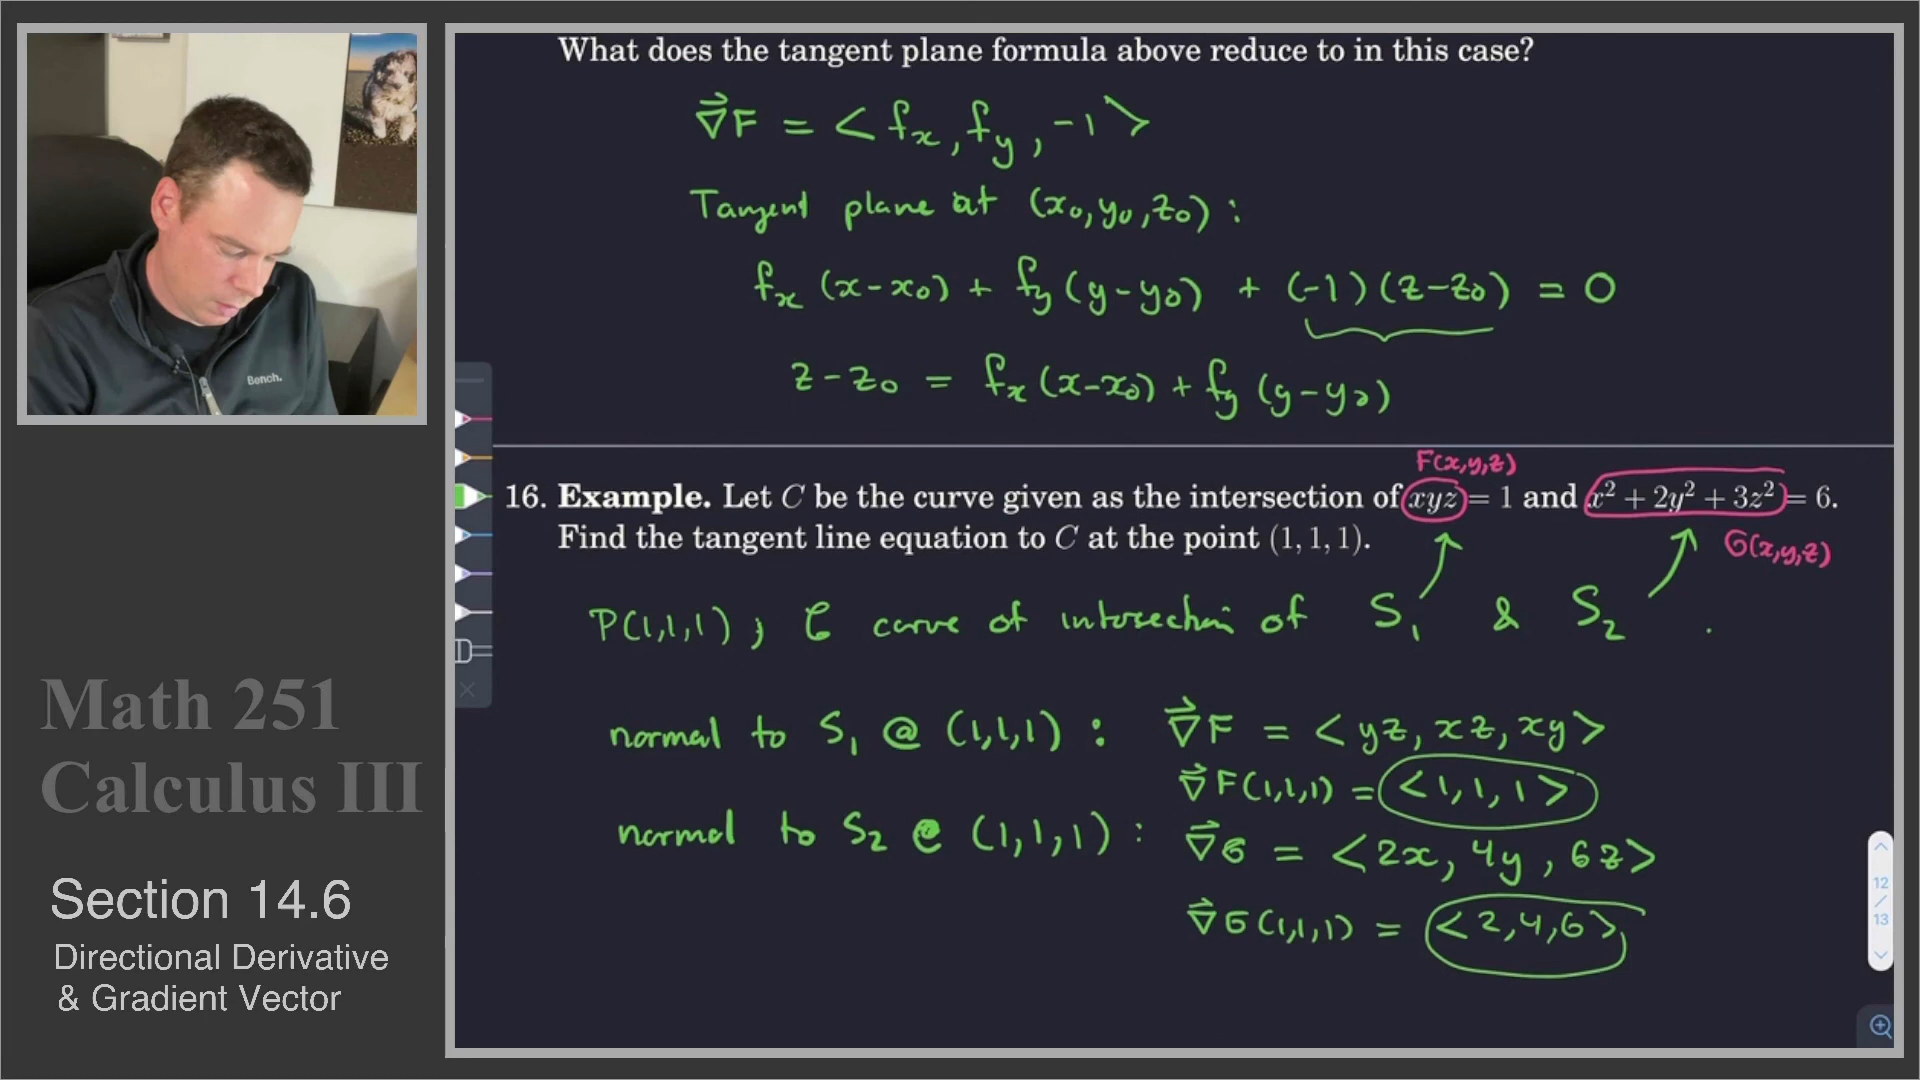 What does the tangent plane formula above reduce to in this case?
∇⃗F = <fx, fy, -1>
Tangent plane at (x₀,y₀,z₀) :
fx (x-x₀) + fy (y-y₀) + (-1)(z-z₀) = 0
z-z₀ = fx (x-x₀) + fy (y-y₀)
F(x,y,z)
16. Example. Let C be the curve given as the intersection of xyz = 1 and x² + 2y² + 3z² = 6.
Find the tangent line equation to C at the point (1, 1, 1).
G(x,y,z)
P(1,1,1) ; C curve of intersection of S₁ & S₂ .
normal to S₁ @ (1,1,1) : ∇⃗F = <yz, xz, xy>
∇⃗F(1,1,1) = <1,1,1>
normal to S₂ @ (1,1,1) : ∇⃗G = <2x, 4y, 6z>
∇⃗G(1,1,1) = <2,4,6>
12
/
13
Bench.
Math 251
Calculus III
Section 14.6
Directional Derivative
& Gradient Vector